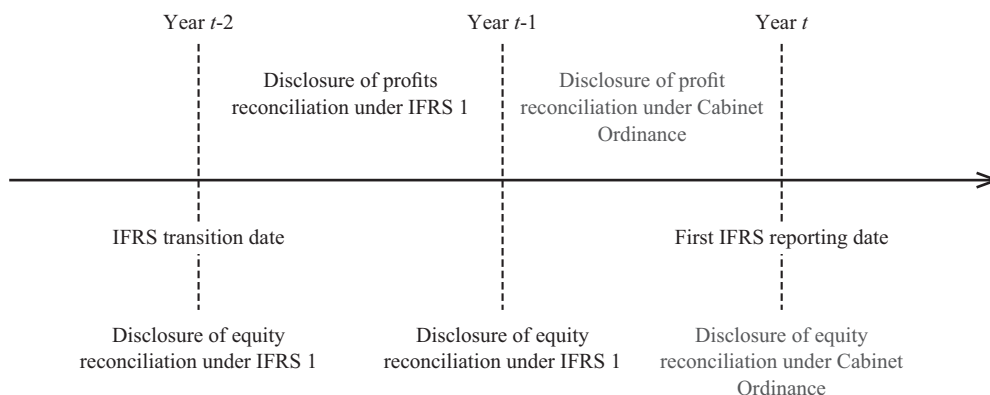 Year t-2
Year t-1
Year t
Disclosure of profits
reconciliation under IFRS 1
Disclosure of profit
reconciliation under Cabinet
Ordinance
IFRS transition date
First IFRS reporting date
Disclosure of equity
reconciliation under IFRS 1
Disclosure of equity
reconciliation under IFRS 1
Disclosure of equity
reconciliation under Cabinet
Ordinance